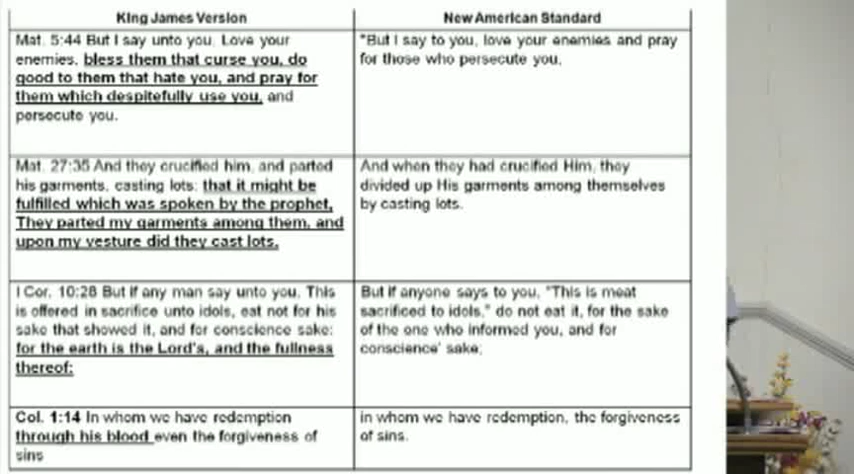 King James Version
New American Standard
Mat. 5:44 But I say unto you, Love your
enemies, bless them that curse you, do
good to them that hate you, and pray for
them which despitefully use you, and
persecute you.
"But I say to you, love your enemies and pray
for those who persecute you,
Mat. 27:35 And they crucified him, and parted
his garments, casting lots: that it might be
fulfilled which was spoken by the prophet,
They parted my garments among them, and
upon my vesture did they cast lots.
And when they had crucified Him, they
divided up His garments among themselves
by casting lots.
I Cor. 10:28 But if any man say unto you, This
is offered in sacrifice unto idols, eat not for his
sake that showed it, and for conscience sake:
for the earth is the Lord's, and the fullness
thereof:
But if anyone says to you, "This is meat
sacrificed to idols," do not eat it, for the sake
of the one who informed you, and for
conscience' sake;
Col. 1:14 In whom we have redemption
through his blood even the forgiveness of
sins
in whom we have redemption, the forgiveness
of sins.